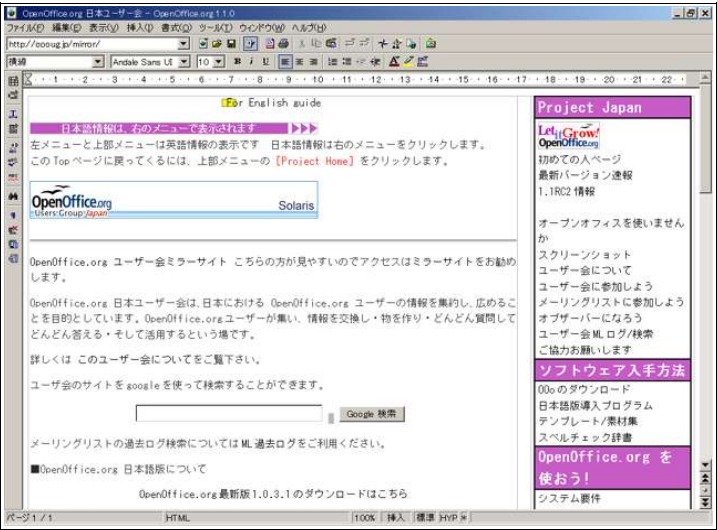 OpenOffice.org 日本ユーザー会 - OpenOffice.org 1.1.0
ファイル(F) 編集(E) 表示(V) 挿入(I) 書式(O) ツール(T) ウィンドウ(W) ヘルプ(H)
http://oooug.jp/mirror/
横線 Andale Sans UI 10 B i U
1 2 3 4 5 6 7 8 9 10 11 12 13 14 15 16 17 18 19 20 21 22
For English guide
日本語情報は、右のメニューで表示されます
左メニューと上部メニューは英語情報の表示です 日本語情報は右のメニューをクリックします。
この Top ページに戻ってくるには、上部メニューの [Project Home] をクリックします。
OpenOffice.org
Users Group Japan
Solaris
OpenOffice.org ユーザー会ミラーサイト こちらの方が見やすいのでアクセスはミラーサイトをお勧め
します。
OpenOffice.org 日本ユーザー会は、日本における OpenOffice.org ユーザーの情報を集約し、広めるこ
とを目的としています。OpenOffice.orgユーザーが集い、情報を交換し・物を作り・どんどん質問して
どんどん答える・そして活用するという場です。
詳しくは このユーザー会についてをご覧下さい。
ユーザ会のサイトを google を使って検索することができます。
Google 検索
メーリングリストの過去ログ検索については ML 過去ログをご利用ください。
■OpenOffice.org 日本語版について
OpenOffice.org 最新版1.0.3.1のダウンロードはこちら
Project Japan
Let it Grow!
OpenOffice.org
初めての人ページ
最新バージョン速報
1.1RC2 情報
オープンオフィスを使いません
か
スクリーンショット
ユーザー会について
ユーザー会に参加しよう
メーリングリストに参加しよう
オブザーバーになろう
ユーザー会 ML ログ/検索
ご協力お願いします
ソフトウェア入手方法
OOo のダウンロード
日本語版導入プログラム
テンプレート/素材集
スペルチェック辞書
OpenOffice.org を
使おう!
システム要件
ページ 1 / 1 HTML 100% 挿入 標準 HYP *